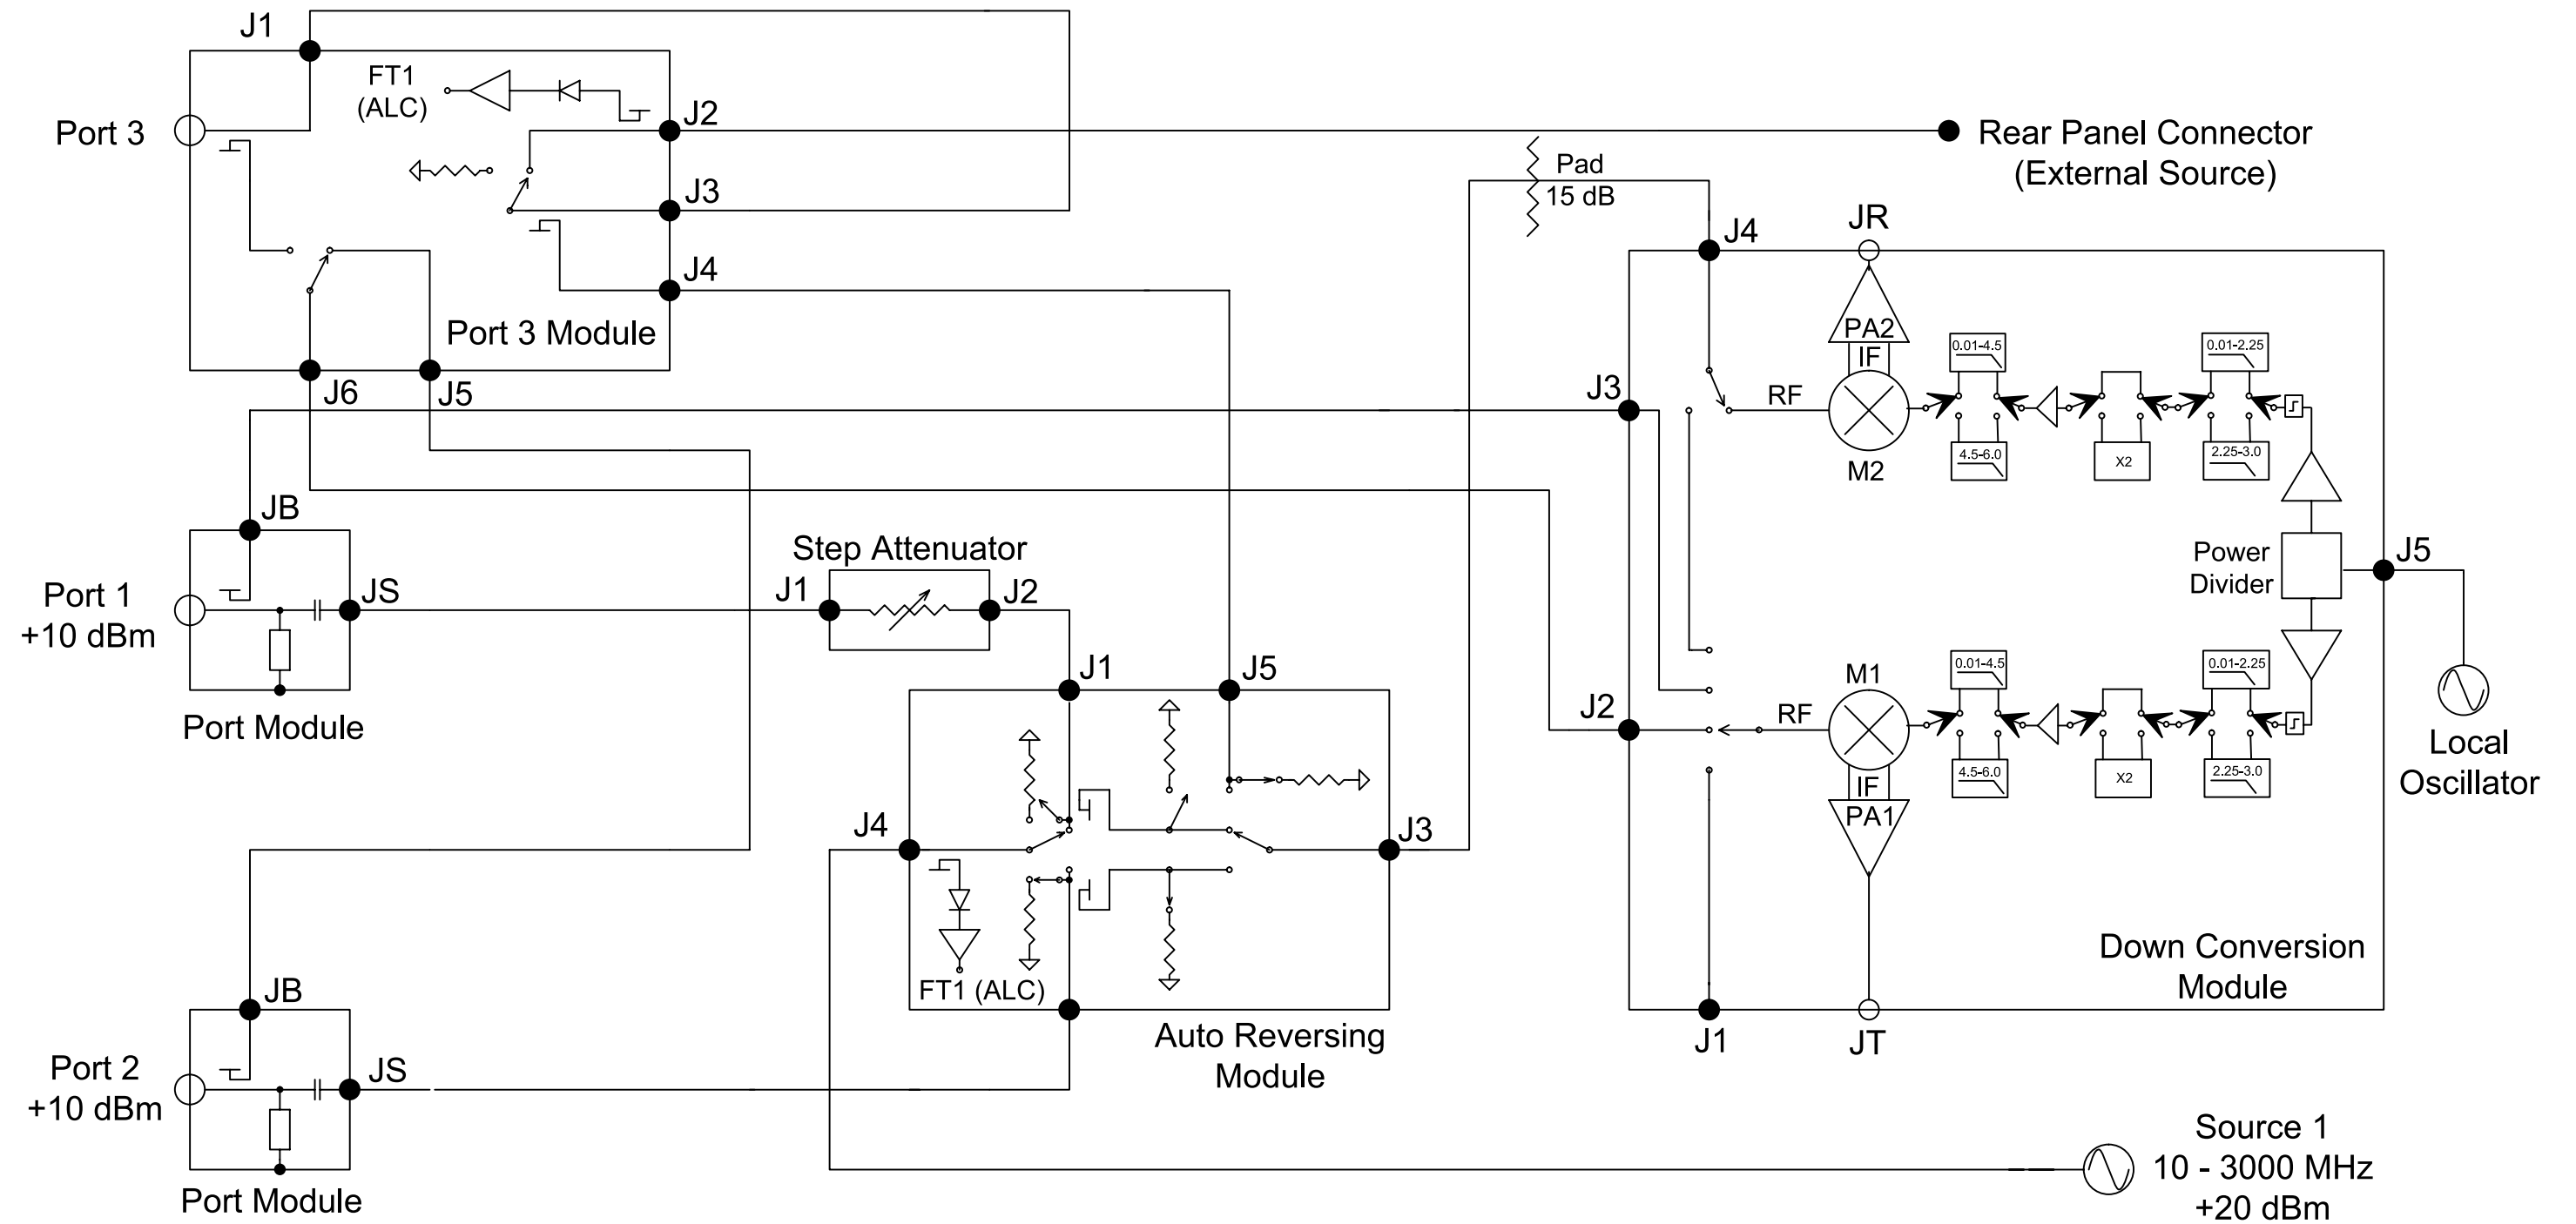 J1
FT1
(ALC)
J2
Port 3
Rear Panel Connector
(External Source)
Pad
15 dB
J3
J4
JR
J4
Port 3 Module
PA2
IF
0.01-4.5
0.01-2.25
J6
J5
J3
RF
4.5-6.0
X2
2.25-3.0
M2
JB
Step Attenuator
Power
Divider
J5
Port 1
+10 dBm
JS
J1
J2
J1
J5
M1
0.01-4.5
0.01-2.25
Port Module
J2
RF
Local
Oscillator
IF
4.5-6.0
X2
2.25-3.0
J4
J3
PA1
FT1 (ALC)
Down Conversion
Module
JB
Auto Reversing
Module
J1
JT
Port 2
+10 dBm
JS
Port Module
Source 1
10 - 3000 MHz
+20 dBm